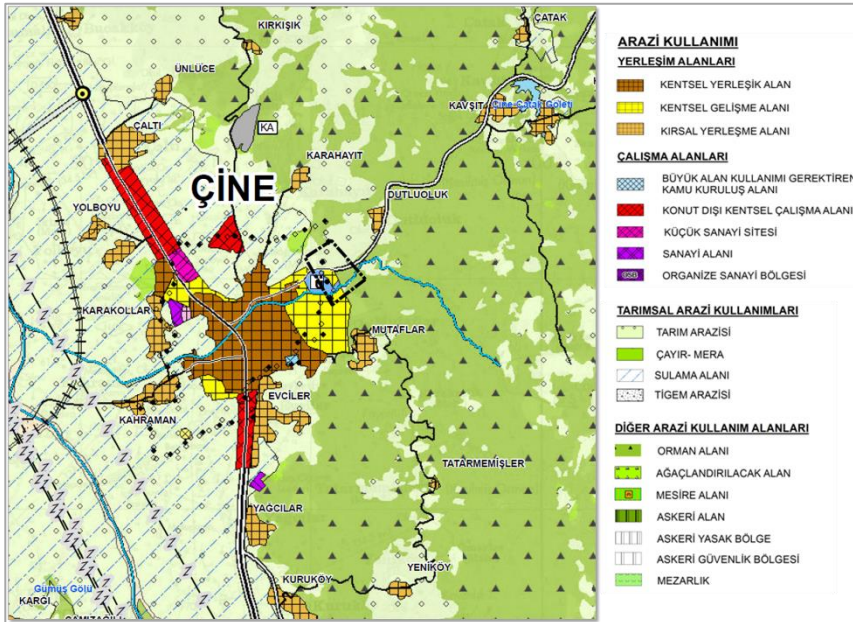 KIRKIŞIK
ÇATAK
ÜNLÜCE
KAVŞIT
Çine Çatak Göleti
ÇALTI
KA
KARAHAYIT
ÇİNE
DUTLUOLUK
YOLBOYU
KARAKOLLAR
MUTAFLAR
EVCİLER
KAHRAMAN
TATARMEMİŞLER
YAĞCILAR
YENİKÖY
KURUKÖY
Gümüş Gölü
KARGI
ARAZİ KULLANIMI
YERLEŞİM ALANLARI
KENTSEL YERLEŞİK ALAN
KENTSEL GELİŞME ALANI
KIRSAL YERLEŞME ALANI
ÇALIŞMA ALANLARI
BÜYÜK ALAN KULLANIMI GEREKTİREN
KAMU KURULUŞ ALANI
KONUT DIŞI KENTSEL ÇALIŞMA ALANI
KÜÇÜK SANAYİ SİTESİ
SANAYİ ALANI
OSB
ORGANİZE SANAYİ BÖLGESİ
TARIMSAL ARAZİ KULLANIMLARI
TARIM ARAZİSİ
ÇAYIR- MERA
SULAMA ALANI
TİGEM ARAZİSİ
DİĞER ARAZİ KULLANIM ALANLARI
ORMAN ALANI
AĞAÇLANDIRILACAK ALAN
MESİRE ALANI
ASKERİ ALAN
ASKERİ YASAK BÖLGE
ASKERİ GÜVENLİK BÖLGESİ
MEZARLIK